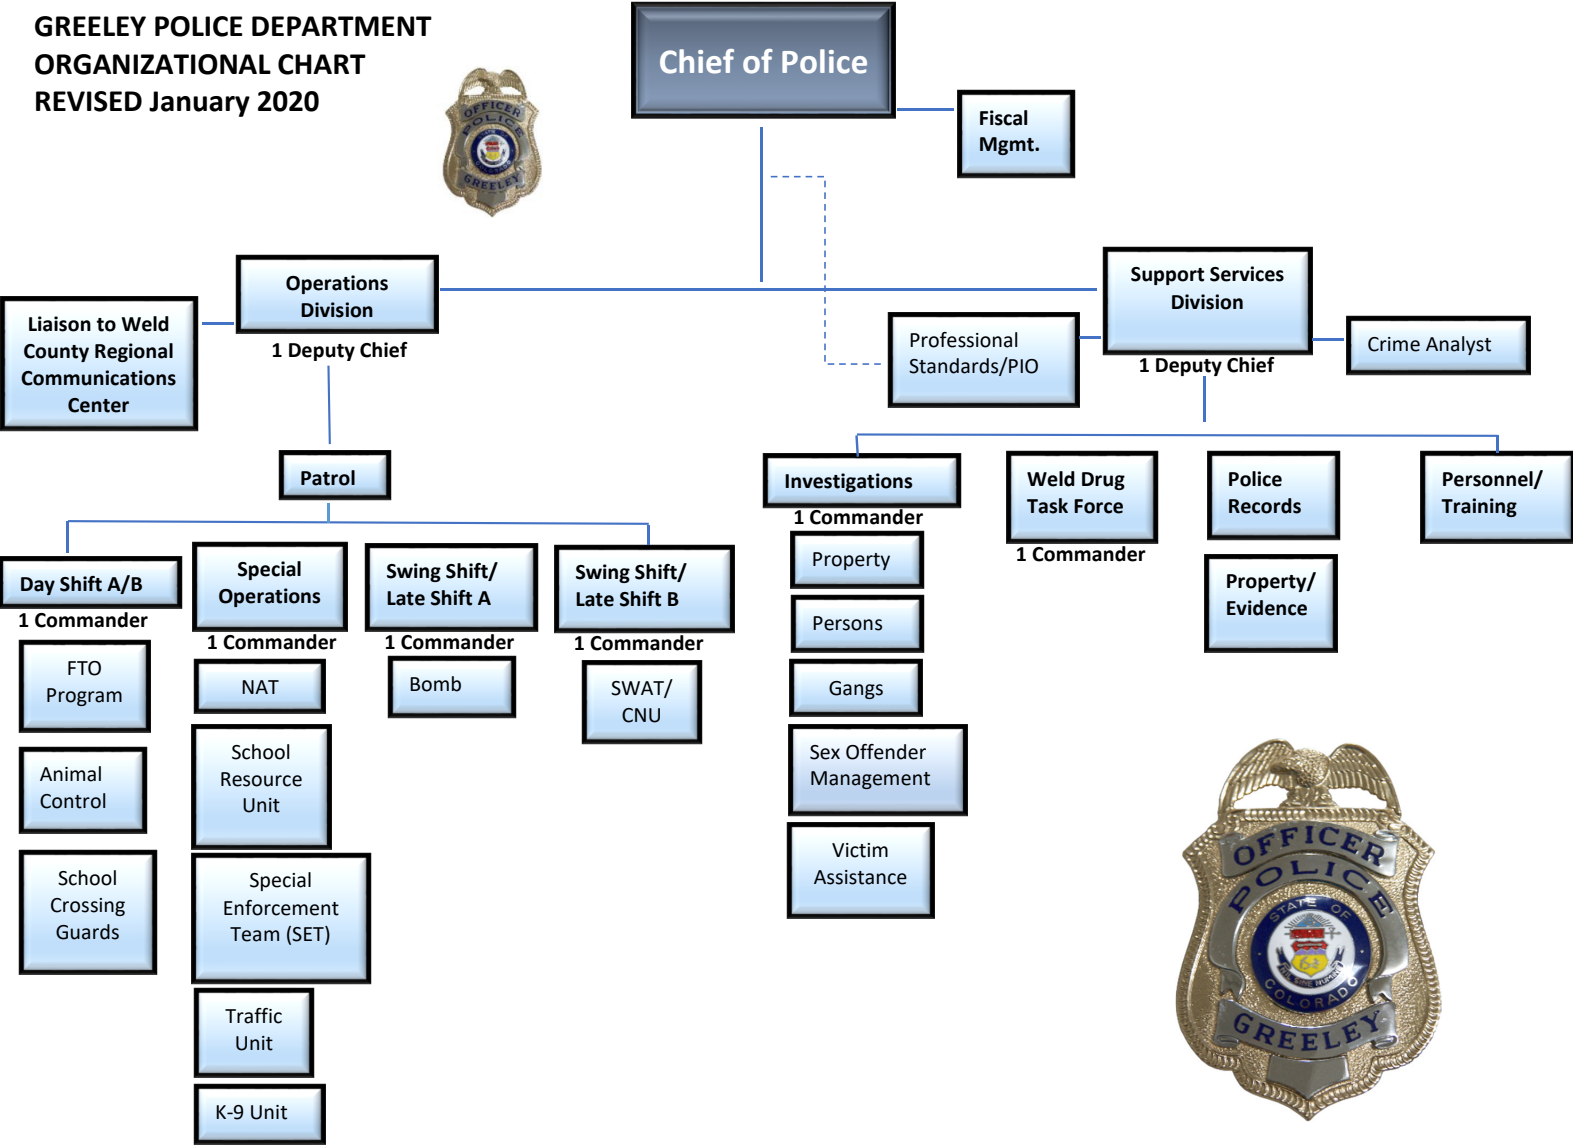 GREELEY POLICE DEPARTMENT
ORGANIZATIONAL CHART
REVISED January 2020
OFFICER
POLICE
GREELEY
Chief of Police
Fiscal
Mgmt.
Operations
Division
1 Deputy Chief
Liaison to Weld
County Regional
Communications
Center
Support Services
Division
1 Deputy Chief
Professional
Standards/PIO
Crime Analyst
Patrol
Day Shift A/B
1 Commander
FTO
Program
Animal
Control
School
Crossing
Guards
Special
Operations
1 Commander
NAT
School
Resource
Unit
Special
Enforcement
Team (SET)
Traffic
Unit
K-9 Unit
Swing Shift/
Late Shift A
1 Commander
Bomb
Swing Shift/
Late Shift B
1 Commander
SWAT/
CNU
Investigations
1 Commander
Property
Persons
Gangs
Sex Offender
Management
Victim
Assistance
Weld Drug
Task Force
1 Commander
Police
Records
Property/
Evidence
Personnel/
Training
OFFICER
POLICE
STATE OF
COLORADO
GREELEY